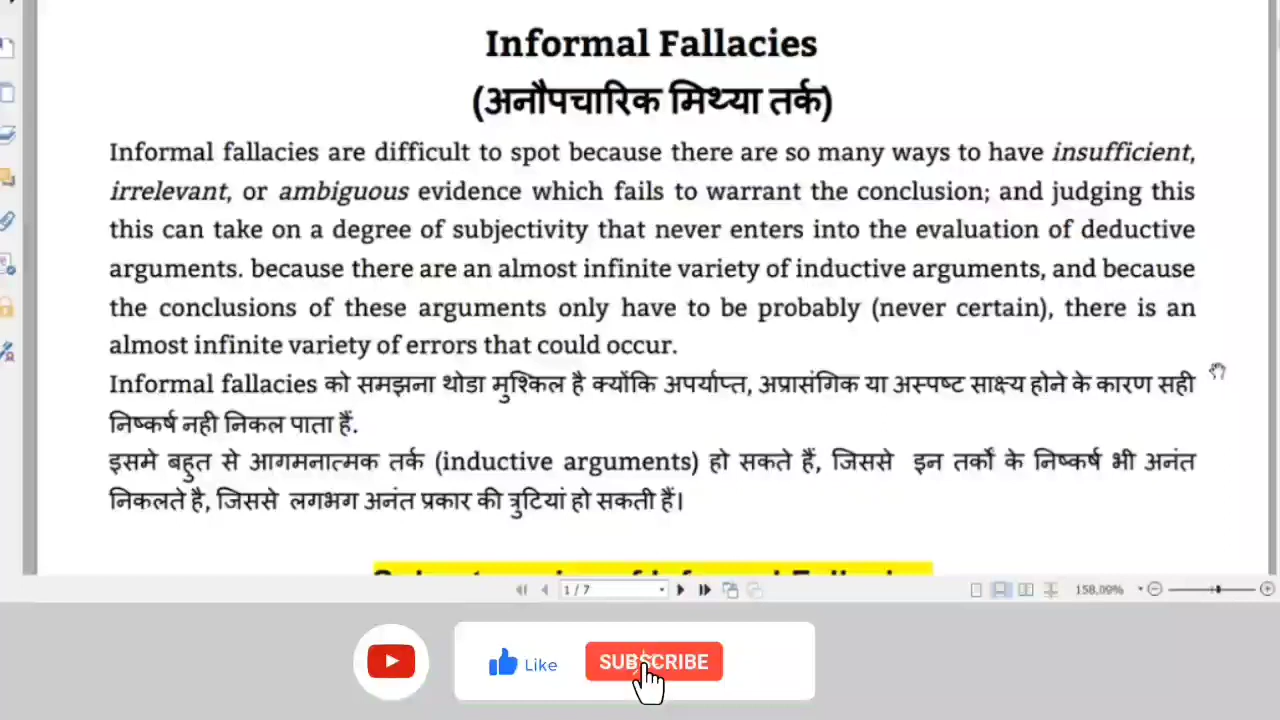 Informal Fallacies
(अनौपचारिक मिथ्या तर्क)
Informal fallacies are difficult to spot because there are so many ways to have insufficient,
irrelevant, or ambiguous evidence which fails to warrant the conclusion; and judging this
this can take on a degree of subjectivity that never enters into the evaluation of deductive
arguments. because there are an almost infinite variety of inductive arguments, and because
the conclusions of these arguments only have to be probably (never certain), there is an
almost infinite variety of errors that could occur.
Informal fallacies को समझना थोडा मुश्किल है क्योंकि अपर्याप्त, अप्रासंगिक या अस्पष्ट साक्ष्य होने के कारण सही
निष्कर्ष नही निकल पाता हैं.
इसमे बहुत से आगमनात्मक तर्क (inductive arguments) हो सकते हैं, जिससे इन तर्कों के निष्कर्ष भी अनंत
निकलते है, जिससे लगभग अनंत प्रकार की त्रुटियां हो सकती हैं।
1 / 7
158.09%
Like
SUBSCRIBE